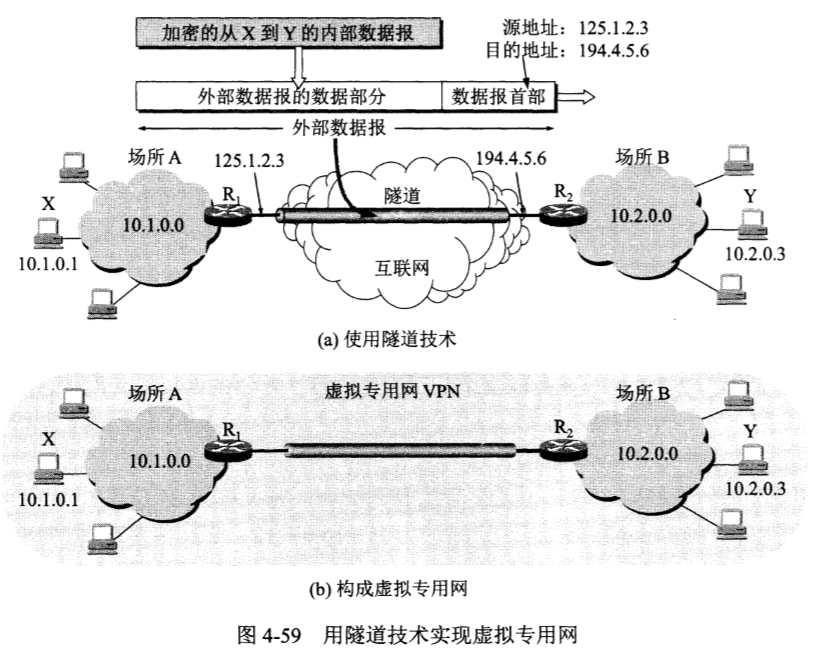 加密的从 X 到 Y 的内部数据报
源地址：125.1.2.3
目的地址：194.4.5.6
外部数据报的数据部分
数据报首部
外部数据报
场所 A
125.1.2.3
194.4.5.6
场所 B
X
R1
隧道
R2
Y
10.1.0.0
10.2.0.0
10.1.0.1
互联网
10.2.0.3
(a) 使用隧道技术
场所 A
虚拟专用网 VPN
场所 B
X
R1
R2
Y
10.1.0.0
10.2.0.0
10.1.0.1
10.2.0.3
(b) 构成虚拟专用网
图 4-59 用隧道技术实现虚拟专用网